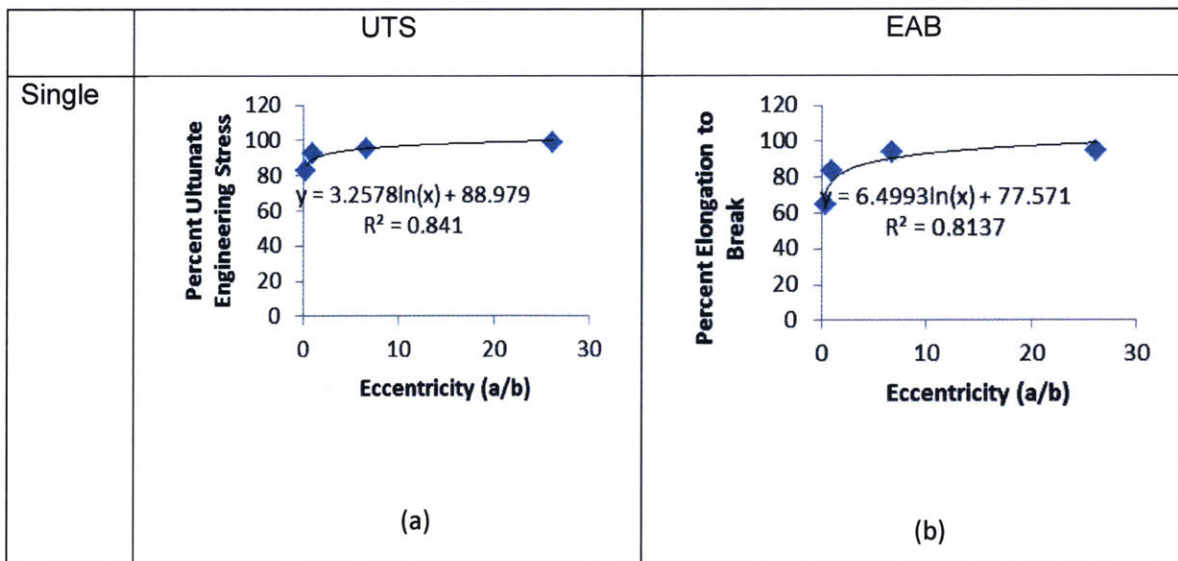 UTS
EAB
Single
Percent Ultunate
Engineering Stress
120
100
80
60
40
20
0
y = 3.2578ln(x) + 88.979
R² = 0.841
0 10 20 30
Eccentricity (a/b)
(a)
Percent Elongation to
Break
120
100
80
60
40
20
0
y = 6.4993ln(x) + 77.571
R² = 0.8137
0 10 20 30
Eccentricity (a/b)
(b)